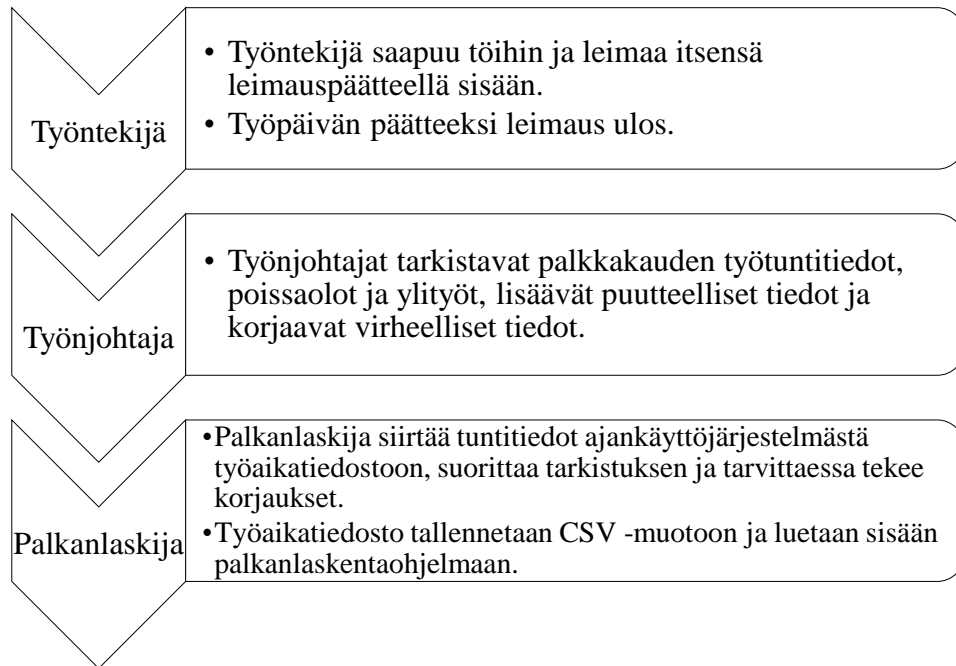 Työntekijä
• Työntekijä saapuu töihin ja leimaa itsensä
leimauspäätteellä sisään.
• Työpäivän päätteeksi leimaus ulos.
Työnjohtaja
• Työnjohtajat tarkistavat palkkakauden työtuntitiedot,
poissaolot ja ylityöt, lisäävät puutteelliset tiedot ja
korjaavat virheelliset tiedot.
Palkanlaskija
•Palkanlaskija siirtää tuntitiedot ajankäyttöjärjestelmästä
työaikatiedostoon, suorittaa tarkistuksen ja tarvittaessa tekee
korjaukset.
•Työaikatiedosto tallennetaan CSV -muotoon ja luetaan sisään
palkanlaskentaohjelmaan.